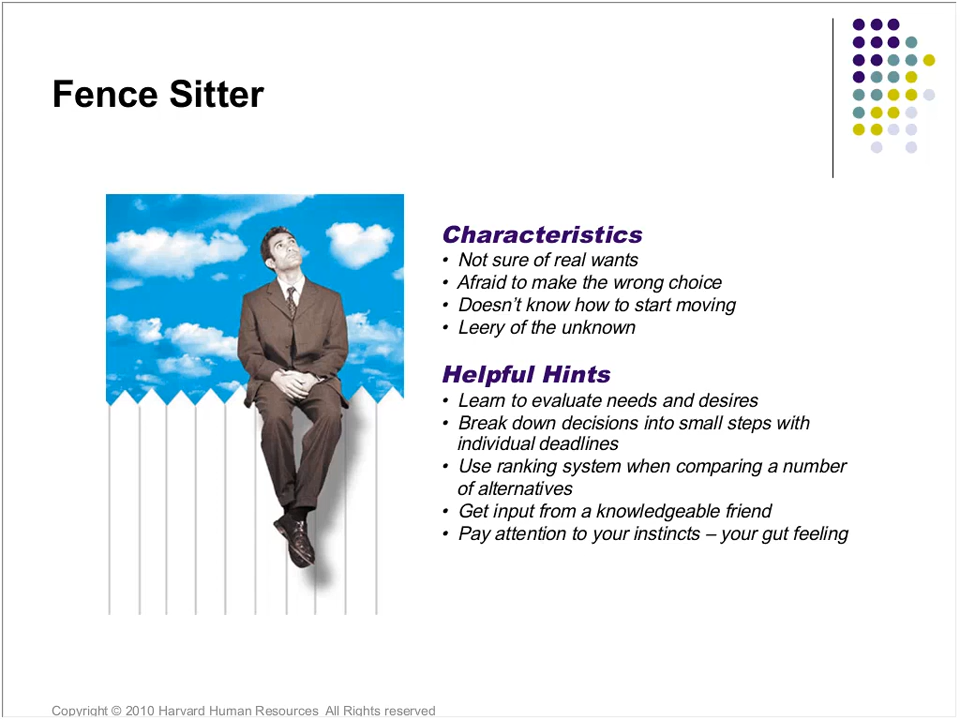 Fence Sitter
Characteristics
• Not sure of real wants
• Afraid to make the wrong choice
• Doesn’t know how to start moving
• Leery of the unknown
Helpful Hints
• Learn to evaluate needs and desires
• Break down decisions into small steps with
individual deadlines
• Use ranking system when comparing a number
of alternatives
• Get input from a knowledgeable friend
• Pay attention to your instincts – your gut feeling
Copyright © 2010 Harvard Human Resources All Rights reserved